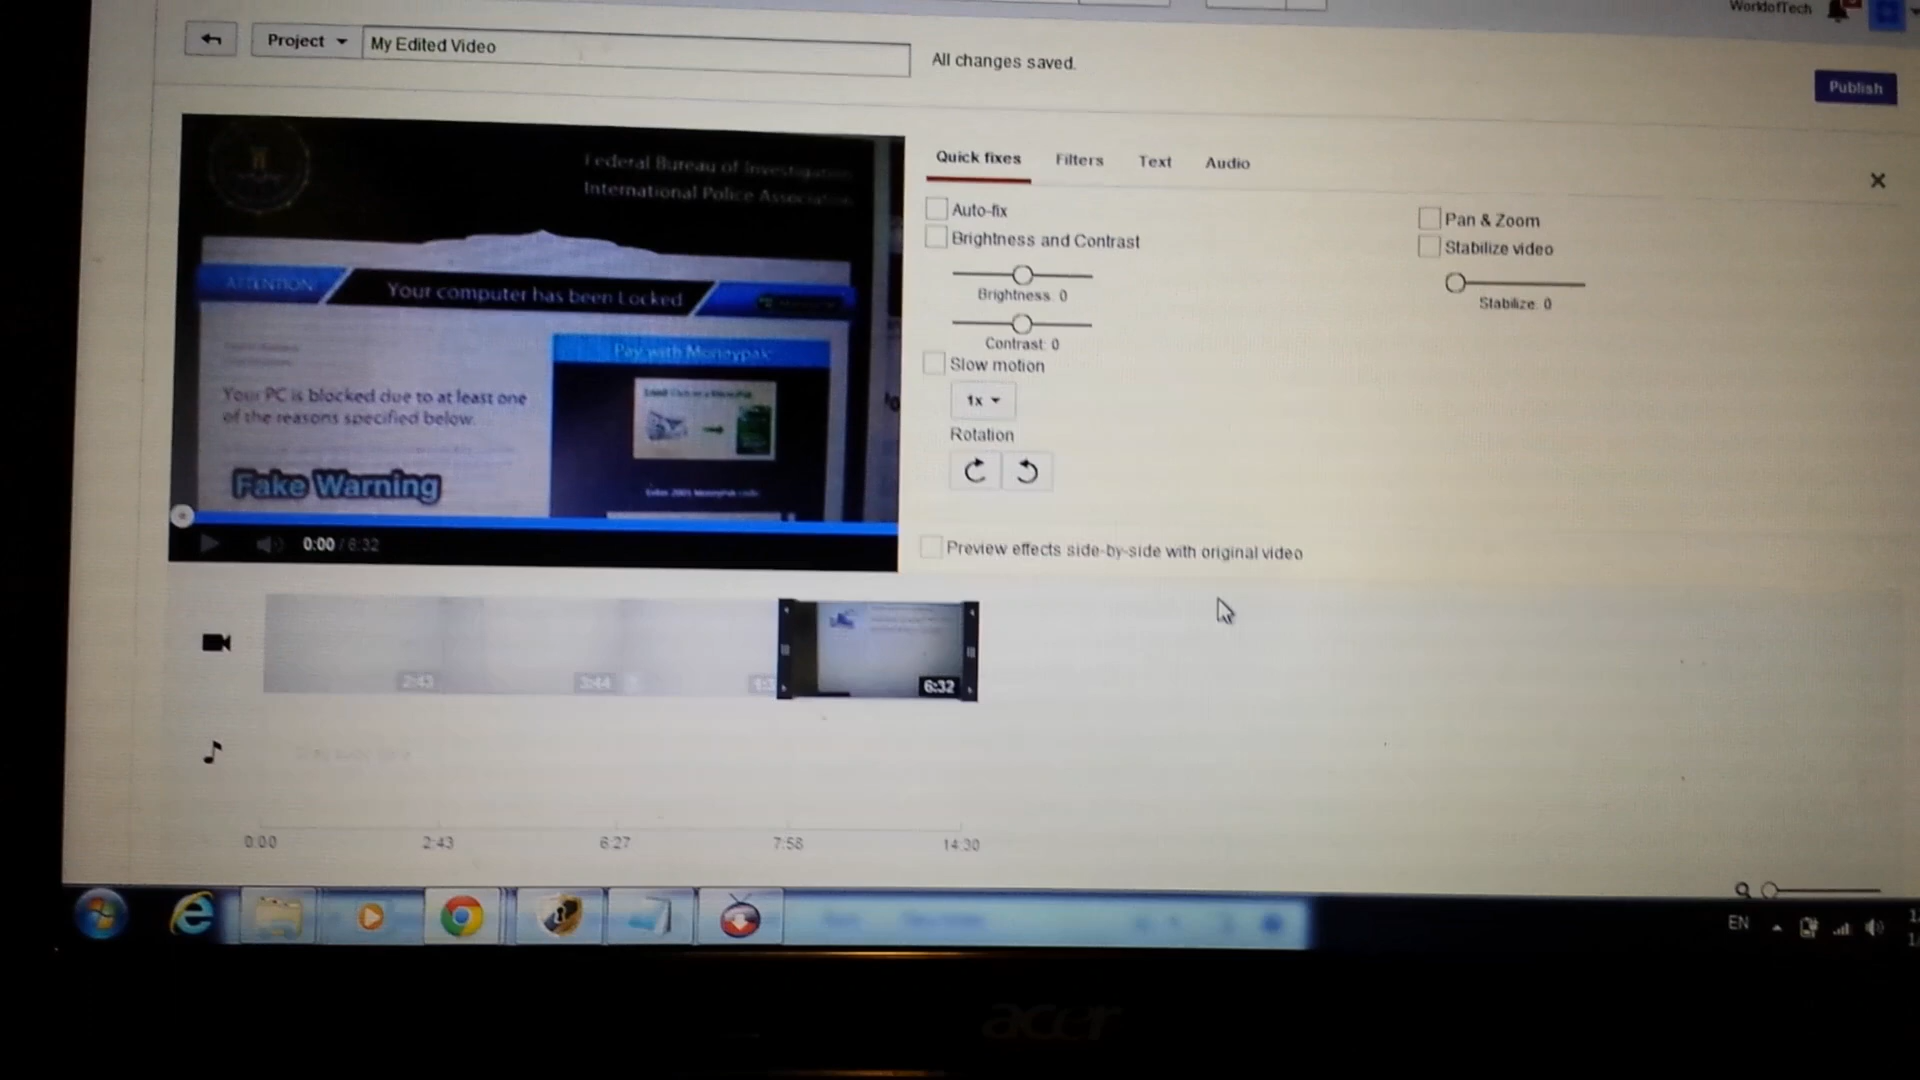 WorldofTech
Project
My Edited Video
All changes saved.
Publish
Federal Bureau of Investigation
International Police Association
ATTENTION
Your computer has been Locked
Pay with Moneypak
Your PC is blocked due to at least one
of the reasons specified below.
Fake Warning
0:00 / 6:32
Quick fixes
Filters
Text
Audio
Auto-fix
Brightness and Contrast
Brightness: 0
Contrast: 0
Slow motion
1x
Rotation
Pan & Zoom
Stabilize video
Stabilize: 0
Preview effects side-by-side with original video
2:43
3:44
6:32
0:00
2:43
6:27
7:58
14:30
EN
acer